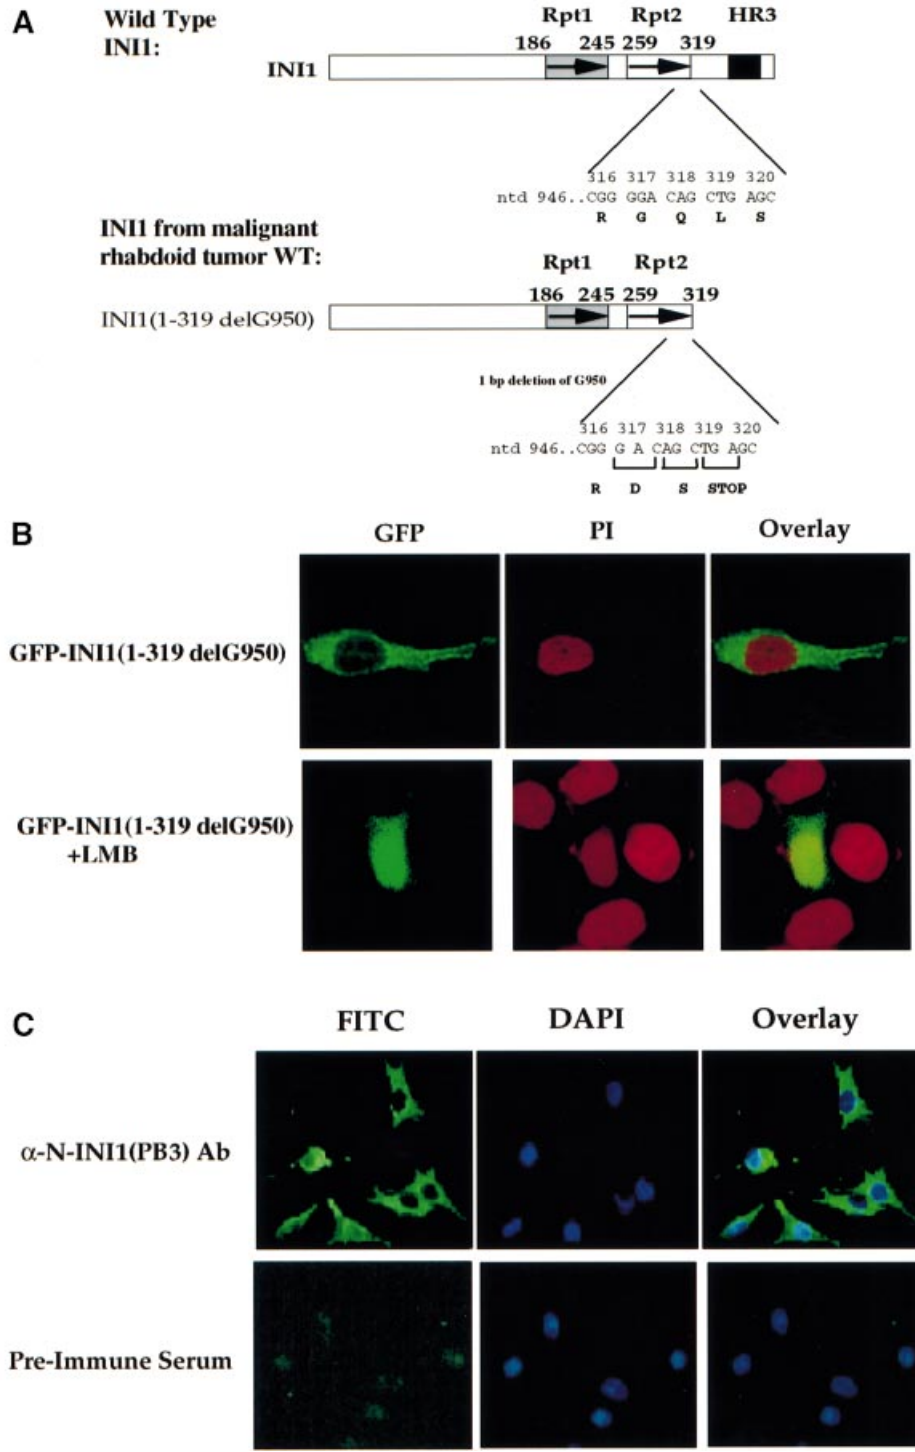 A
Wild Type
INI1:
Rpt1 Rpt2 HR3
186 245 259 319
INI1
316 317 318 319 320
ntd 946..CGG GGA CAG CTG AGC
R G Q L S
INI1 from malignant
rhabdoid tumor WT:
Rpt1 Rpt2
186 245 259 319
INI1(1-319 delG950)
1 bp deletion of G950
316 317 318 319 320
ntd 946..CGG G A CAG CTG AGC
R D S STOP
B
GFP PI Overlay
GFP-INI1(1-319 delG950)
GFP-INI1(1-319 delG950)
+LMB
C
FITC DAPI Overlay
α-N-INI1(PB3) Ab
Pre-Immune Serum